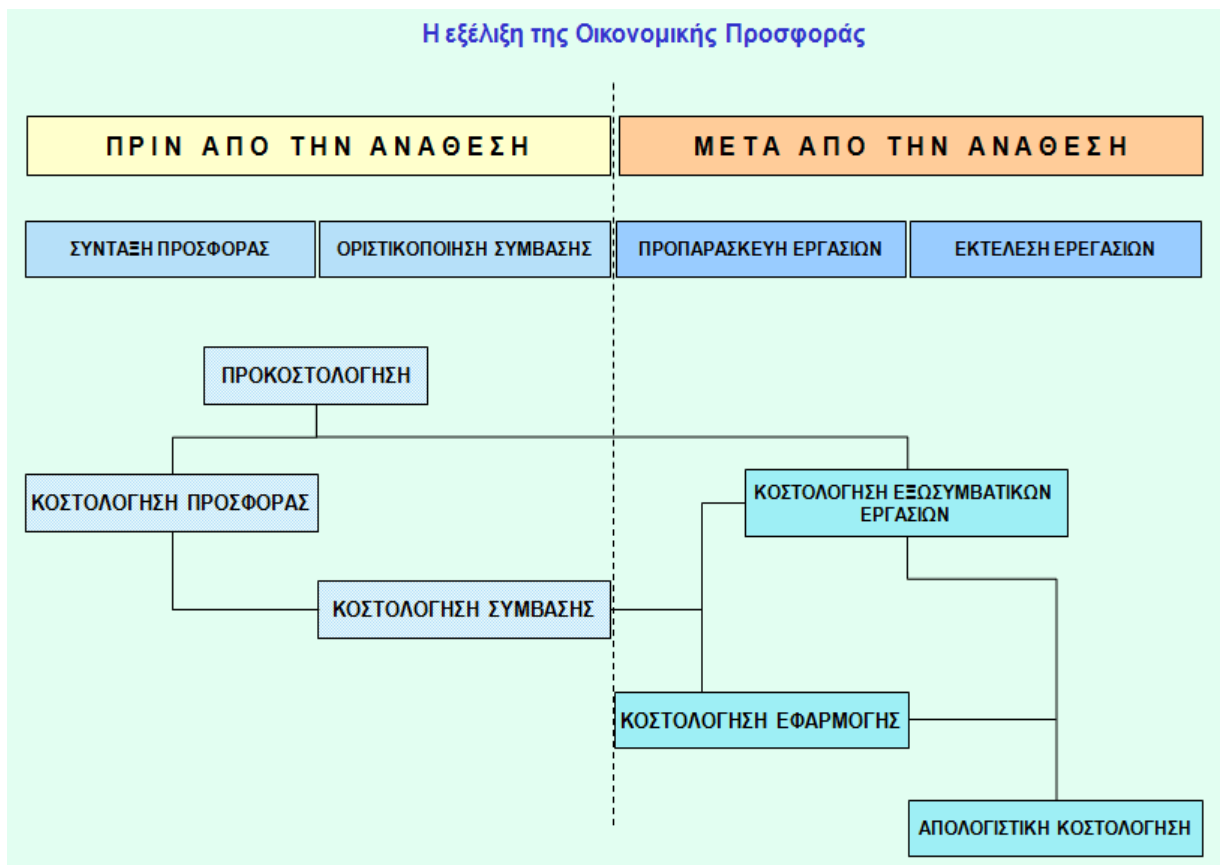 Η εξέλιξη της Οικονομικής Προσφοράς
ΠΡΙΝ ΑΠΟ ΤΗΝ ΑΝΑΘΕΣΗ
ΜΕΤΑ ΑΠΟ ΤΗΝ ΑΝΑΘΕΣΗ
ΣΥΝΤΑΞΗ ΠΡΟΣΦΟΡΑΣ
ΟΡΙΣΤΙΚΟΠΟΙΗΣΗ ΣΥΜΒΑΣΗΣ
ΠΡΟΠΑΡΑΣΚΕΥΗ ΕΡΓΑΣΙΩΝ
ΕΚΤΕΛΕΣΗ ΕΡΕΓΑΣΙΩΝ
ΠΡΟΚΟΣΤΟΛΟΓΗΣΗ
ΚΟΣΤΟΛΟΓΗΣΗ ΠΡΟΣΦΟΡΑΣ
ΚΟΣΤΟΛΟΓΗΣΗ ΕΞΩΣΥΜΒΑΤΙΚΩΝ
ΕΡΓΑΣΙΩΝ
ΚΟΣΤΟΛΟΓΗΣΗ ΣΥΜΒΑΣΗΣ
ΚΟΣΤΟΛΟΓΗΣΗ ΕΦΑΡΜΟΓΗΣ
ΑΠΟΛΟΓΙΣΤΙΚΗ ΚΟΣΤΟΛΟΓΗΣΗ